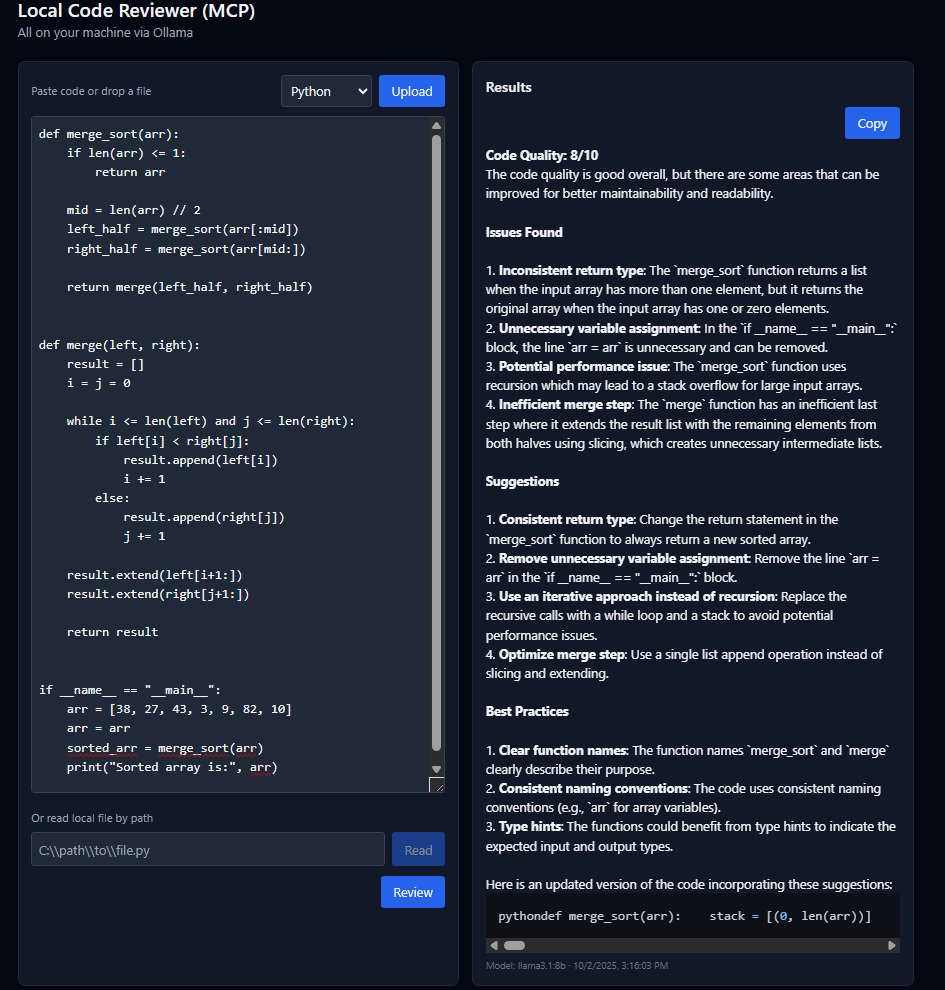 Local Code Reviewer (MCP)
All on your machine via Ollama
Paste code or drop a file
Python
Upload
def merge_sort(arr):
    if len(arr) <= 1:
        return arr

    mid = len(arr) // 2
    left_half = merge_sort(arr[:mid])
    right_half = merge_sort(arr[mid:])

    return merge(left_half, right_half)


def merge(left, right):
    result = []
    i = j = 0

    while i <= len(left) and j <= len(right):
        if left[i] < right[j]:
            result.append(left[i])
            i += 1
        else:
            result.append(right[j])
            j += 1

    result.extend(left[i+1:])
    result.extend(right[j+1:])

    return result


if __name__ == "__main__":
    arr = [38, 27, 43, 3, 9, 82, 10]
    arr = arr
    sorted_arr = merge_sort(arr)
    print("Sorted array is:", arr)
Or read local file by path
C:\\path\\to\\file.py
Read
Review
Results
Copy
Code Quality: 8/10
The code quality is good overall, but there are some areas that can be
improved for better maintainability and readability.
Issues Found
1. Inconsistent return type: The `merge_sort` function returns a list
when the input array has more than one element, but it returns the
original array when the input array has one or zero elements.
2. Unnecessary variable assignment: In the `if __name__ == "__main__":`
block, the line `arr = arr` is unnecessary and can be removed.
3. Potential performance issue: The `merge_sort` function uses
recursion which may lead to a stack overflow for large input arrays.
4. Inefficient merge step: The `merge` function has an inefficient last
step where it extends the result list with the remaining elements from
both halves using slicing, which creates unnecessary intermediate lists.
Suggestions
1. Consistent return type: Change the return statement in the
`merge_sort` function to always return a new sorted array.
2. Remove unnecessary variable assignment: Remove the line `arr =
arr` in the `if __name__ == "__main__":` block.
3. Use an iterative approach instead of recursion: Replace the
recursive calls with a while loop and a stack to avoid potential
performance issues.
4. Optimize merge step: Use a single list append operation instead of
slicing and extending.
Best Practices
1. Clear function names: The function names `merge_sort` and `merge`
clearly describe their purpose.
2. Consistent naming conventions: The code uses consistent naming
conventions (e.g., `arr` for array variables).
3. Type hints: The functions could benefit from type hints to indicate the
expected input and output types.
Here is an updated version of the code incorporating these suggestions:
pythondef merge_sort(arr):    stack = [(0, len(arr))]
Model: llama3.1:8b · 10/2/2025, 3:16:03 PM